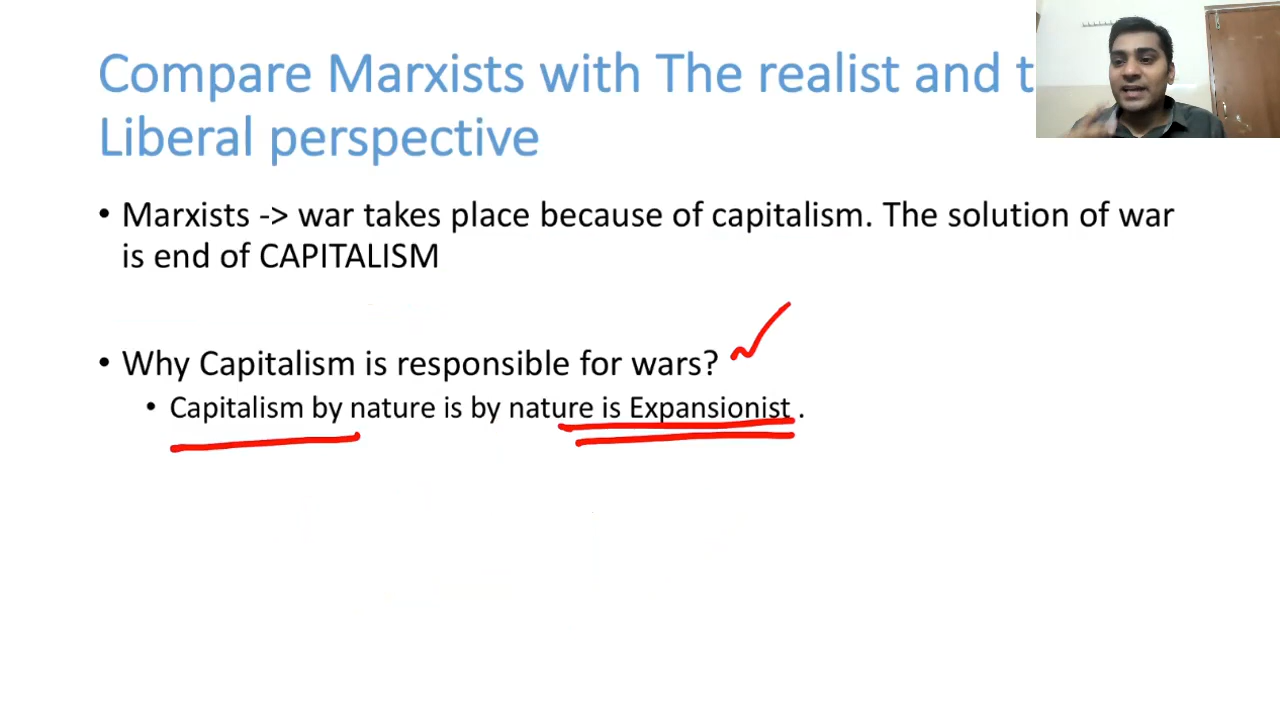 Compare Marxists with The realist and t
Liberal perspective
• Marxists -> war takes place because of capitalism. The solution of war
is end of CAPITALISM
• Why Capitalism is responsible for wars?
• Capitalism by nature is by nature is Expansionist .